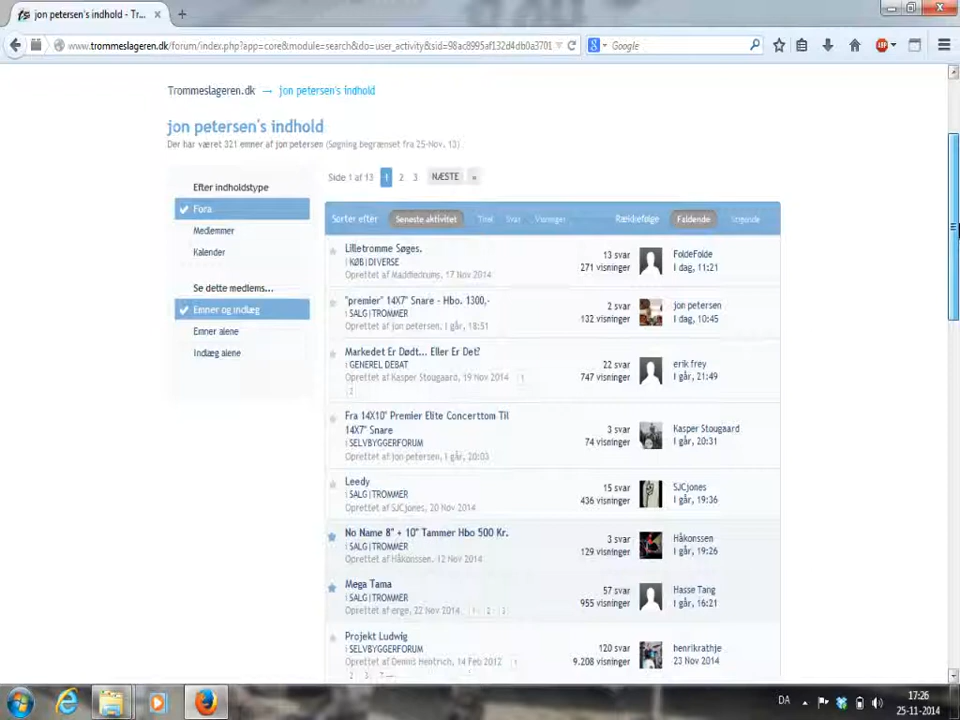 jon petersen's indhold - Tr...
www.trommeslageren.dk/forum/index.php?app=core&module=search&do=user_activity&sid=98ac8995af132d4db0a3701
Google
Trommeslageren.dk → jon petersen's indhold
jon petersen's indhold
Der har været 321 emner af jon petersen (Søgning begrænset fra 25-Nov. 13)
Efter indholdstype
Fora
Medlemmer
Kalender
Se dette medlems...
Emner og indlæg
Emner alene
Indlæg alene
Side 1 af 13 1 2 3 NÆSTE »
Sorter efter Seneste aktivitet Titel Svar Visninger Rækkefølge Faldende Stigende
Lilletromme Søges.
i KØB|DIVERSE
Oprettet af Maddiedrums, 17 Nov 2014
13 svar
271 visninger
FoldeFolde
I dag, 11:21
"premier" 14X7" Snare - Hbo. 1300,-
i SALG|TROMMER
Oprettet af jon petersen, I går, 18:51
2 svar
132 visninger
jon petersen
I dag, 10:45
Markedet Er Dødt... Eller Er Det?
i GENEREL DEBAT
Oprettet af Kasper Stougaard, 19 Nov 2014 1
2
22 svar
747 visninger
erik frey
I går, 21:49
Fra 14X10" Premier Elite Concerttom Til
14X7" Snare
i SELVBYGGERFORUM
Oprettet af jon petersen, I går, 20:03
3 svar
74 visninger
Kasper Stougaard
I går, 20:31
Leedy
i SALG|TROMMER
Oprettet af SJCjones, 20 Nov 2014
15 svar
436 visninger
SJCjones
I går, 19:36
No Name 8" + 10" Tammer Hbo 500 Kr.
i SALG|TROMMER
Oprettet af Håkonssen, 12 Nov 2014
3 svar
129 visninger
Håkonssen
I går, 19:26
Mega Tama
i SALG|TROMMER
Oprettet af erge, 22 Nov 2014 1 2 3
57 svar
955 visninger
Hasse Tang
I går, 16:21
Projekt Ludwig
i SELVBYGGERFORUM
Oprettet af Dennis Hentrich, 14 Feb 2012 1
2 3 7
120 svar
9.208 visninger
henrikrathje
23 Nov 2014
DA
17:26
25-11-2014